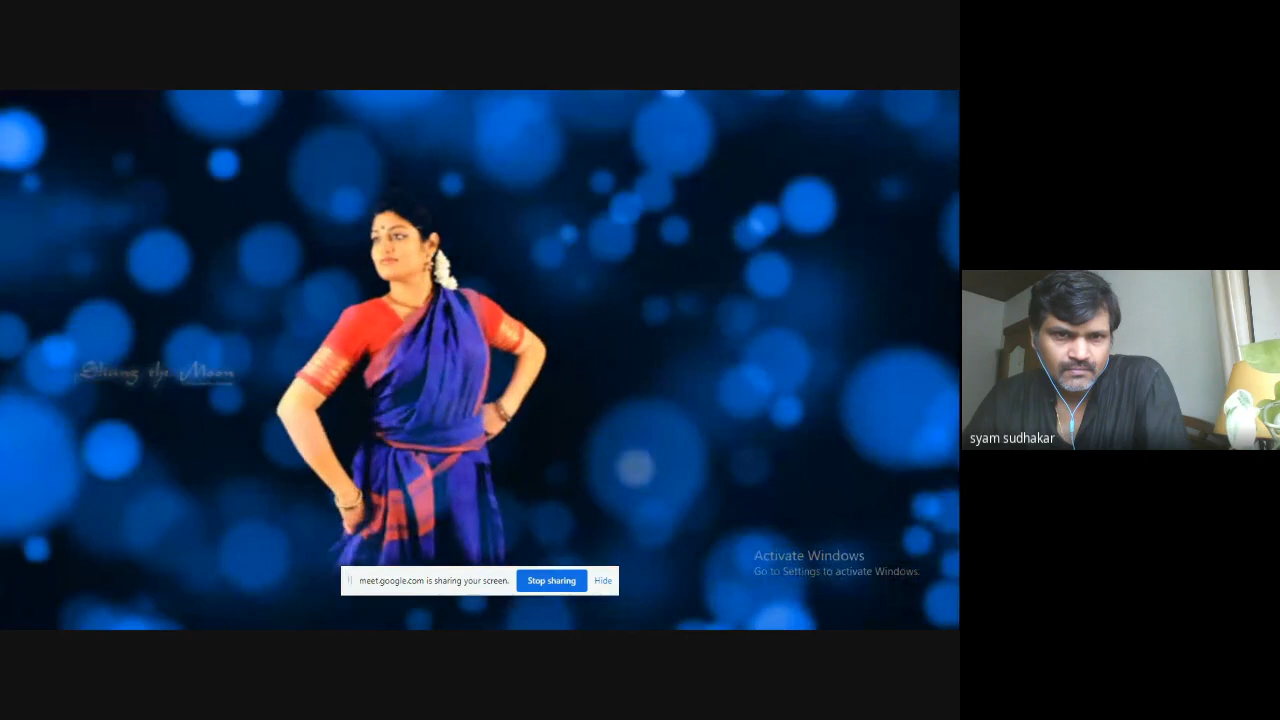 Slicing the Moon
meet.google.com is sharing your screen.
Stop sharing
Hide
Activate Windows
Go to Settings to activate Windows.
syam sudhakar